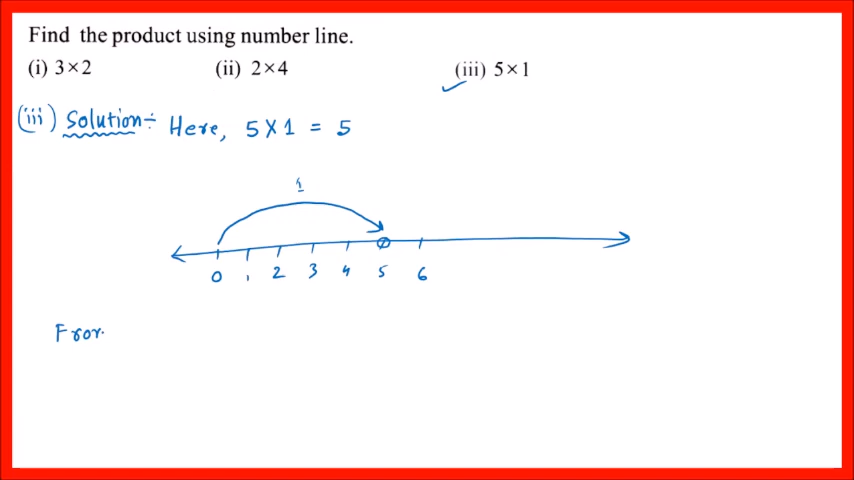 Find the product using number line.
(i) 3×2 (ii) 2×4 (iii) 5×1
(iii) Solution÷ Here, 5×1 = 5
1
0 1 2 3 4 5 6